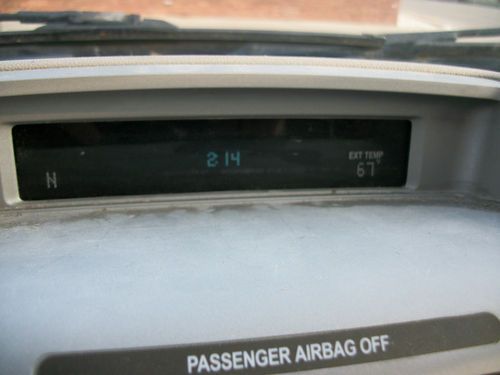 2:14
EXT TEMP
N
67°
PASSENGER AIRBAG OFF